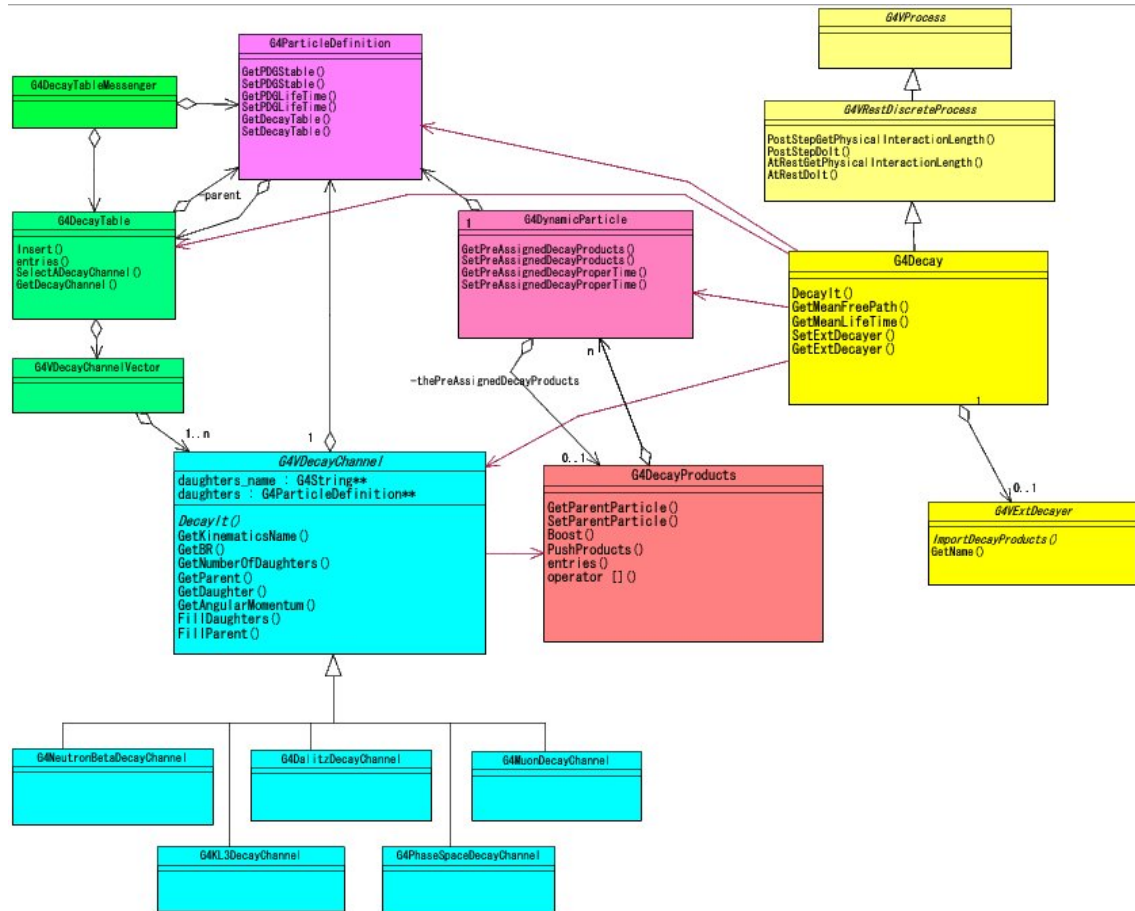 G4ParticleDefinition
GetPDGStable()
SetPDGStable()
GetPDGLifeTime()
SetPDGLifeTime()
GetDecayTable()
SetDecayTable()
G4VProcess
G4DecayTableMessenger
G4VRestDiscreteProcess
PostStepGetPhysicalInteractionLength()
PostStepDoIt()
AtRestGetPhysicalInteractionLength()
AtRestDoIt()
-parent
G4DecayTable
Insert()
entries()
SelectADecayChannel()
GetDecayChannel()
1
G4DynamicParticle
GetPreAssignedDecayProducts()
SetPreAssignedDecayProducts()
GetPreAssignedDecayProperTime()
SetPreAssignedDecayProperTime()
G4Decay
DecayIt()
GetMeanFreePath()
GetMeanLifeTime()
SetExtDecayer()
GetExtDecayer()
n
G4VDecayChannelVector
-thePreAssignedDecayProducts
1
1..n
1
0..1
0..1
G4VDecayChannel
daughters_name : G4String**
daughters : G4ParticleDefinition**
DecayIt()
GetKinematicsName()
GetBR()
GetNumberOfDaughters()
GetParent()
GetDaughter()
GetAngularMomentum()
FillDaughters()
FillParent()
G4DecayProducts
GetParentParticle()
SetParentParticle()
Boost()
PushProducts()
entries()
operator []()
G4VExtDecayer
ImportDecayProducts()
GetName()
G4NeutronBetaDecayChannel
G4DalitzDecayChannel
G4MuonDecayChannel
G4KL3DecayChannel
G4PhaseSpaceDecayChannel